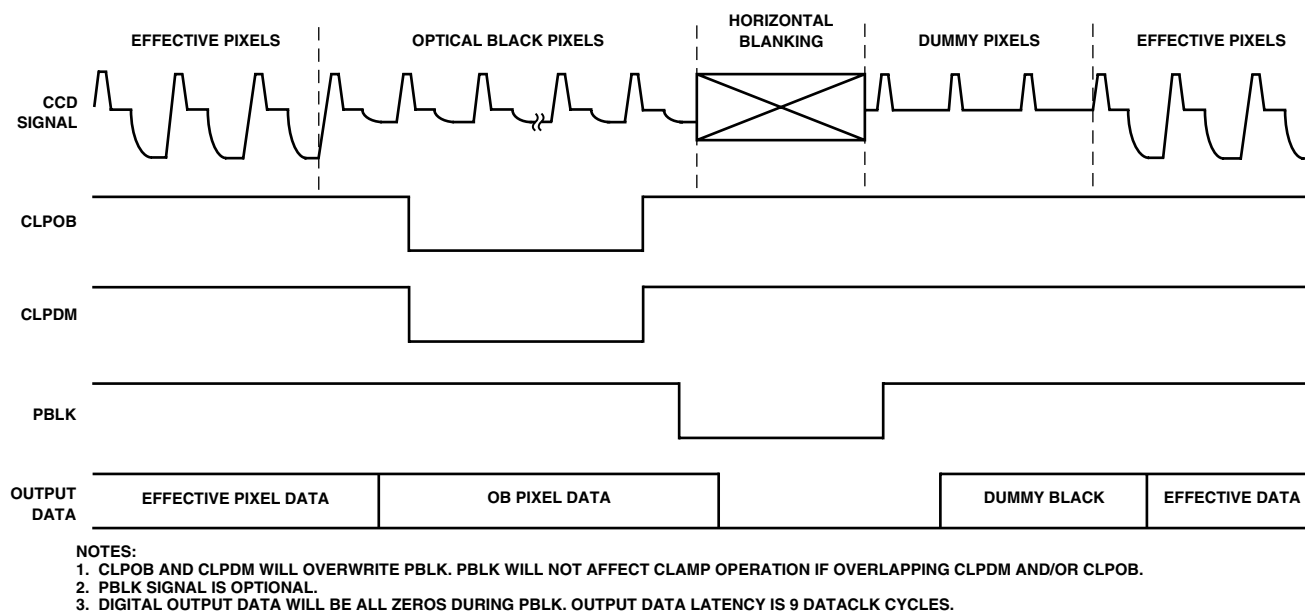 EFFECTIVE PIXELS
OPTICAL BLACK PIXELS
HORIZONTAL
BLANKING
DUMMY PIXELS
EFFECTIVE PIXELS
CCD
SIGNAL
CLPOB
CLPDM
PBLK
OUTPUT
DATA
EFFECTIVE PIXEL DATA
OB PIXEL DATA
DUMMY BLACK
EFFECTIVE DATA
NOTES:
1. CLPOB AND CLPDM WILL OVERWRITE PBLK. PBLK WILL NOT AFFECT CLAMP OPERATION IF OVERLAPPING CLPDM AND/OR CLPOB.
2. PBLK SIGNAL IS OPTIONAL.
3. DIGITAL OUTPUT DATA WILL BE ALL ZEROS DURING PBLK. OUTPUT DATA LATENCY IS 9 DATACLK CYCLES.